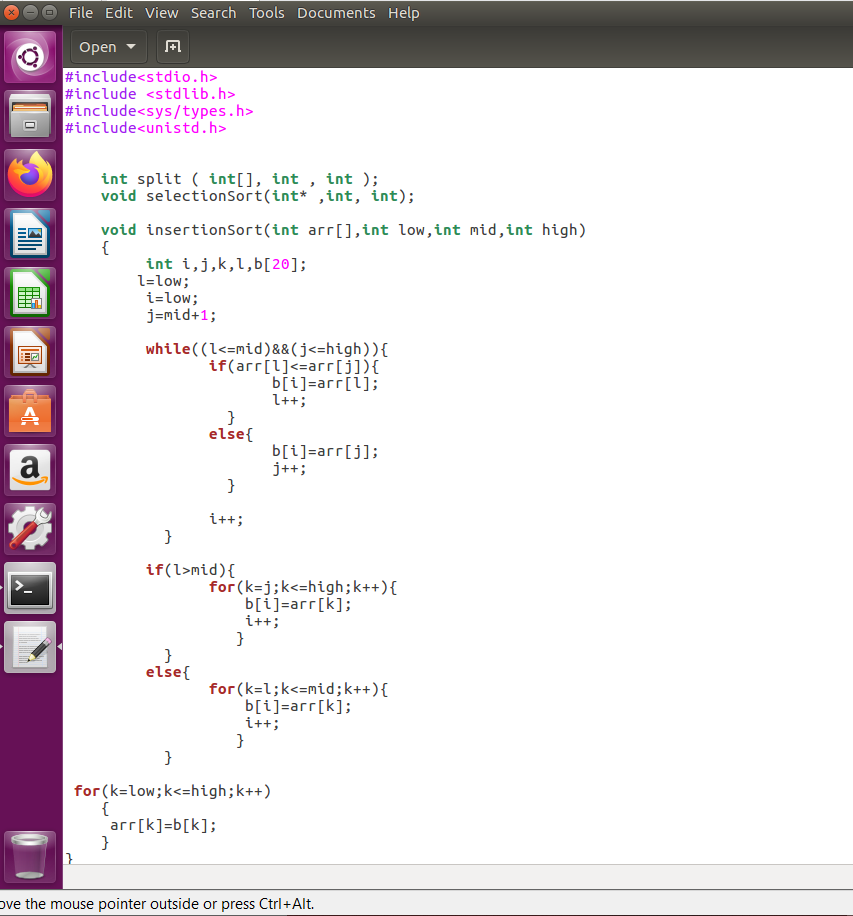 File Edit View Search Tools Documents Help
Open
#include<stdio.h>
#include <stdlib.h>
#include<sys/types.h>
#include<unistd.h>
int split ( int[], int , int );
void selectionSort(int* ,int, int);
void insertionSort(int arr[],int low,int mid,int high)
{
int i,j,k,l,b[20];
l=low;
i=low;
j=mid+1;
while((l<=mid)&&(j<=high)){
if(arr[l]<=arr[j]){
b[i]=arr[l];
l++;
}
else{
b[i]=arr[j];
j++;
}
i++;
}
if(l>mid){
for(k=j;k<=high;k++){
b[i]=arr[k];
i++;
}
}
else{
for(k=l;k<=mid;k++){
b[i]=arr[k];
i++;
}
}
for(k=low;k<=high;k++)
{
arr[k]=b[k];
}
}
ove the mouse pointer outside or press Ctrl+Alt.